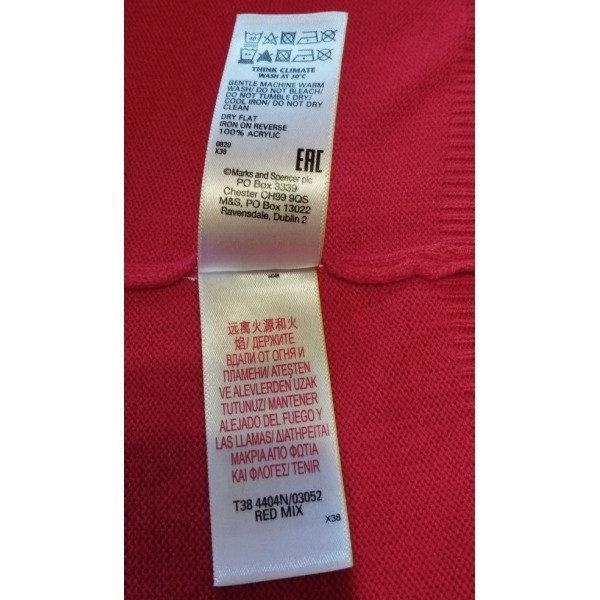 THINK CLIMATE
WASH AT 30°C
GENTLE MACHINE WARM
WASH/ DO NOT BLEACH/
DO NOT TUMBLE DRY/
COOL IRON/ DO NOT DRY
CLEAN
DRY FLAT
IRON ON REVERSE
100% ACRYLIC
0820
X38
EAC
©Marks and Spencer plc
PO Box 3339
Chester CH99 9QS
M&S, PO Box 13022
Ravensdale, Dublin 2
远离火源和火
焰/ ДЕРЖИТЕ
ВДАЛИ ОТ ОГНЯ И
ПЛАМЕНИ/ ATEŞTEN
VE ALEVLERDEN UZAK
TUTUNUZ/ MANTENER
ALEJADO DEL FUEGO Y
LAS LLAMAS/ ΔΙΑΤΗΡΕΙΤΑΙ
ΜΑΚΡΙΑ ΑΠΟ ΦΩΤΙΑ
ΚΑΙ ΦΛΟΓΕΣ/ TENIR
T38 4404N/03052
RED MIX
X38